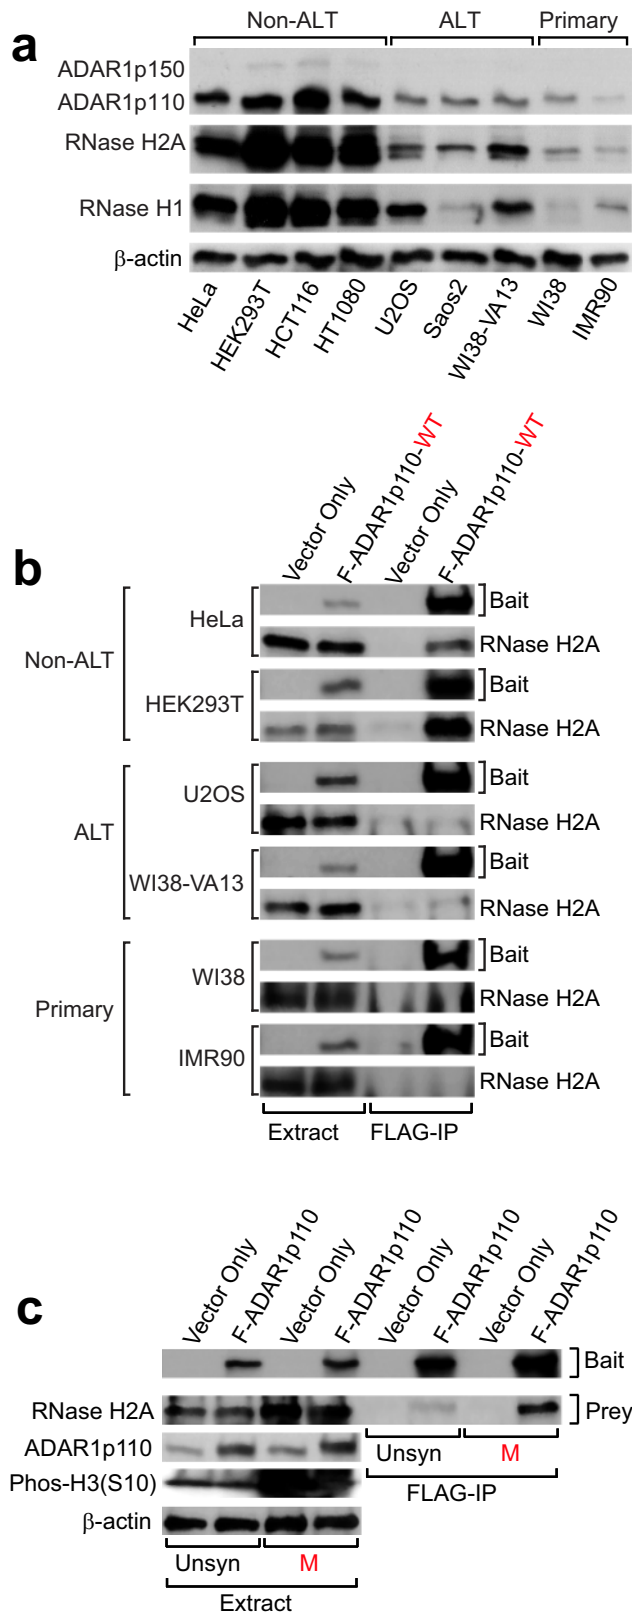 a
Non-ALT ALT Primary
ADAR1p150
ADAR1p110
RNase H2A
RNase H1
β-actin
HeLa HEK293T HCT116 HT1080 U2OS Saos2 WI38-VA13 WI38 IMR90
b
Vector Only F-ADAR1p110-WT Vector Only F-ADAR1p110-WT
Non-ALT
HeLa
Bait
RNase H2A
HEK293T
Bait
RNase H2A
ALT
U2OS
Bait
RNase H2A
WI38-VA13
Bait
RNase H2A
Primary
WI38
Bait
RNase H2A
IMR90
Bait
RNase H2A
Extract FLAG-IP
c
Vector Only F-ADAR1p110 Vector Only F-ADAR1p110 Vector Only F-ADAR1p110 Vector Only F-ADAR1p110
Bait
RNase H2A Prey
ADAR1p110 Unsyn M
Phos-H3(S10) FLAG-IP
β-actin
Unsyn M
Extract